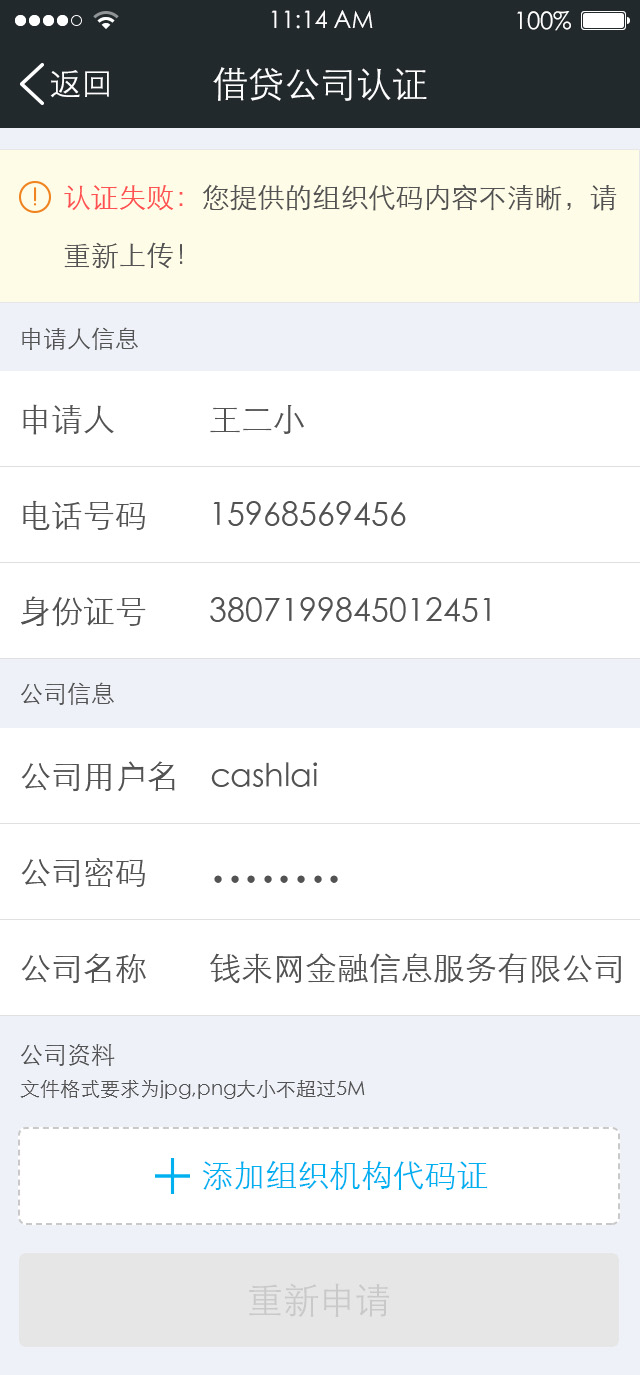 11:14 AM 100%
返回 借贷公司认证
认证失败：您提供的组织代码内容不清晰，请
重新上传！
申请人信息
申请人 王二小
电话号码 15968569456
身份证号 3807199845012451
公司信息
公司用户名 cashlai
公司密码 ••••••••
公司名称 钱来网金融信息服务有限公司
公司资料
文件格式要求为jpg,png大小不超过5M
添加组织机构代码证
重新申请